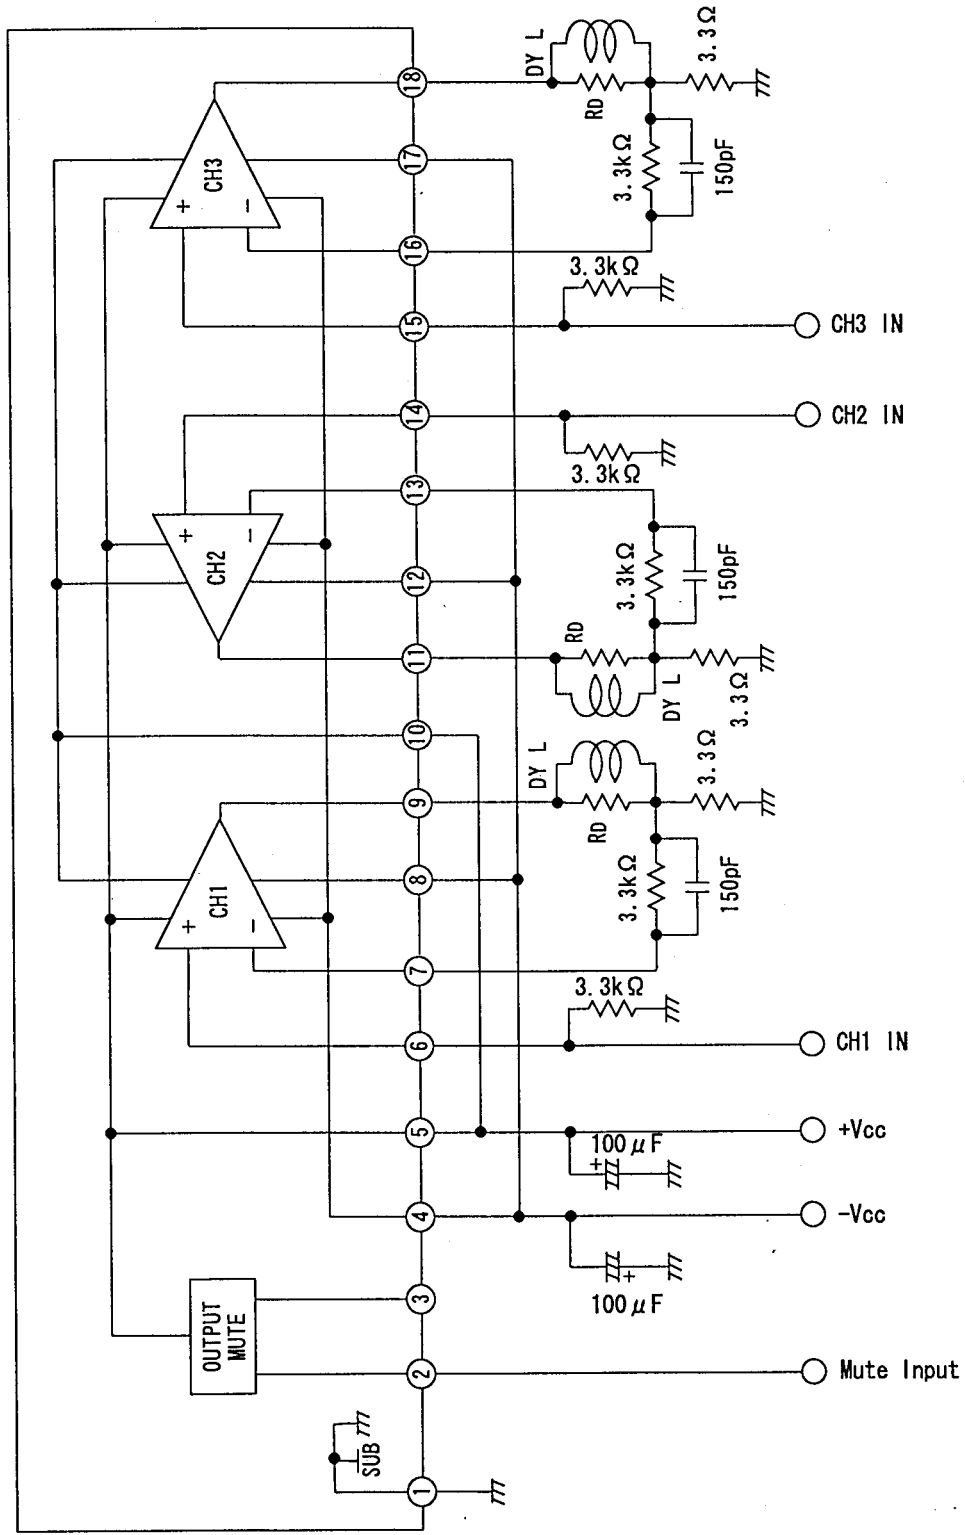 DY L
3.3Ω
18
RD
3.3kΩ
150pF
CH3
+
−
17
16
3.3kΩ
15
CH3 IN
14
CH2 IN
3.3kΩ
13
+
−
CH2
12
3.3kΩ
150pF
RD
11
DY L
3.3Ω
10
DY L
3.3Ω
9
RD
8
3.3kΩ
150pF
CH1
+
−
7
3.3kΩ
6
CH1 IN
5
+Vcc
100μF
+
4
−Vcc
+
100μF
3
OUTPUT
MUTE
2
Mute Input
SUB
1